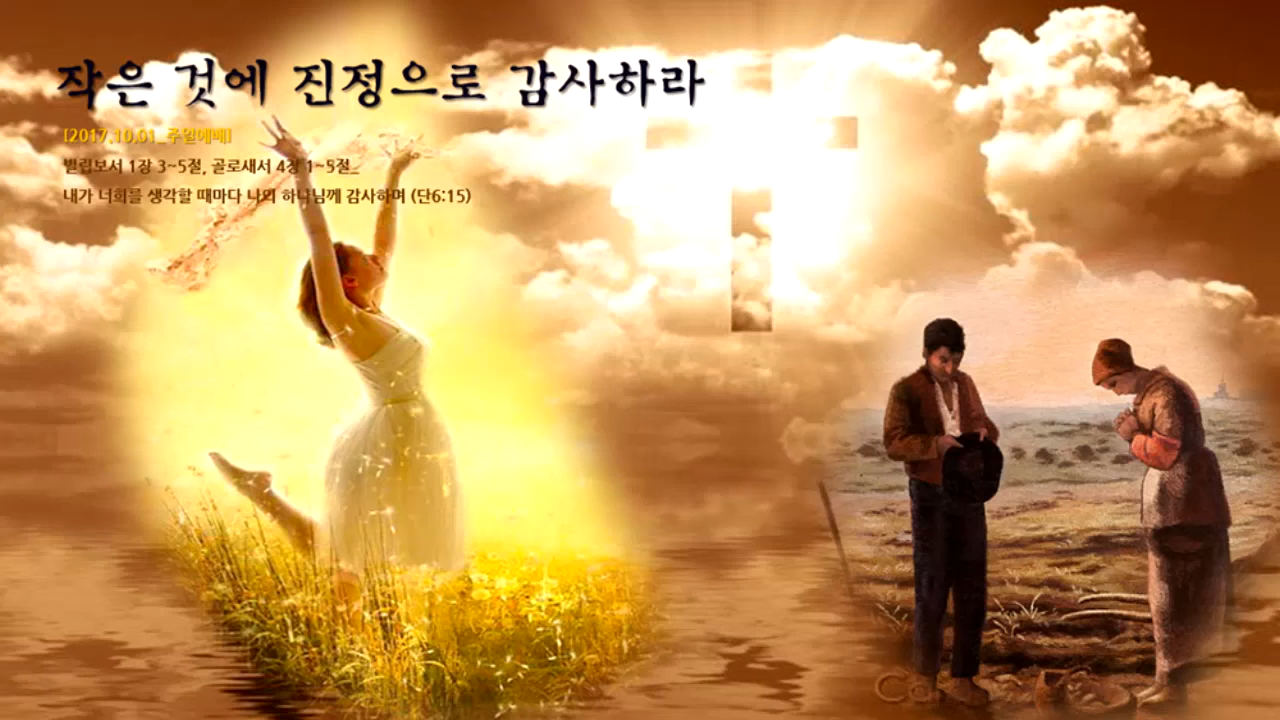 작은 것에 진정으로 감사하라
[2017.10.01_주일예배]
빌립보서 1장 3~5절, 골로새서 4장 1~5절_
내가 너희를 생각할 때마다 나의 하나님께 감사하며 (단6:15)